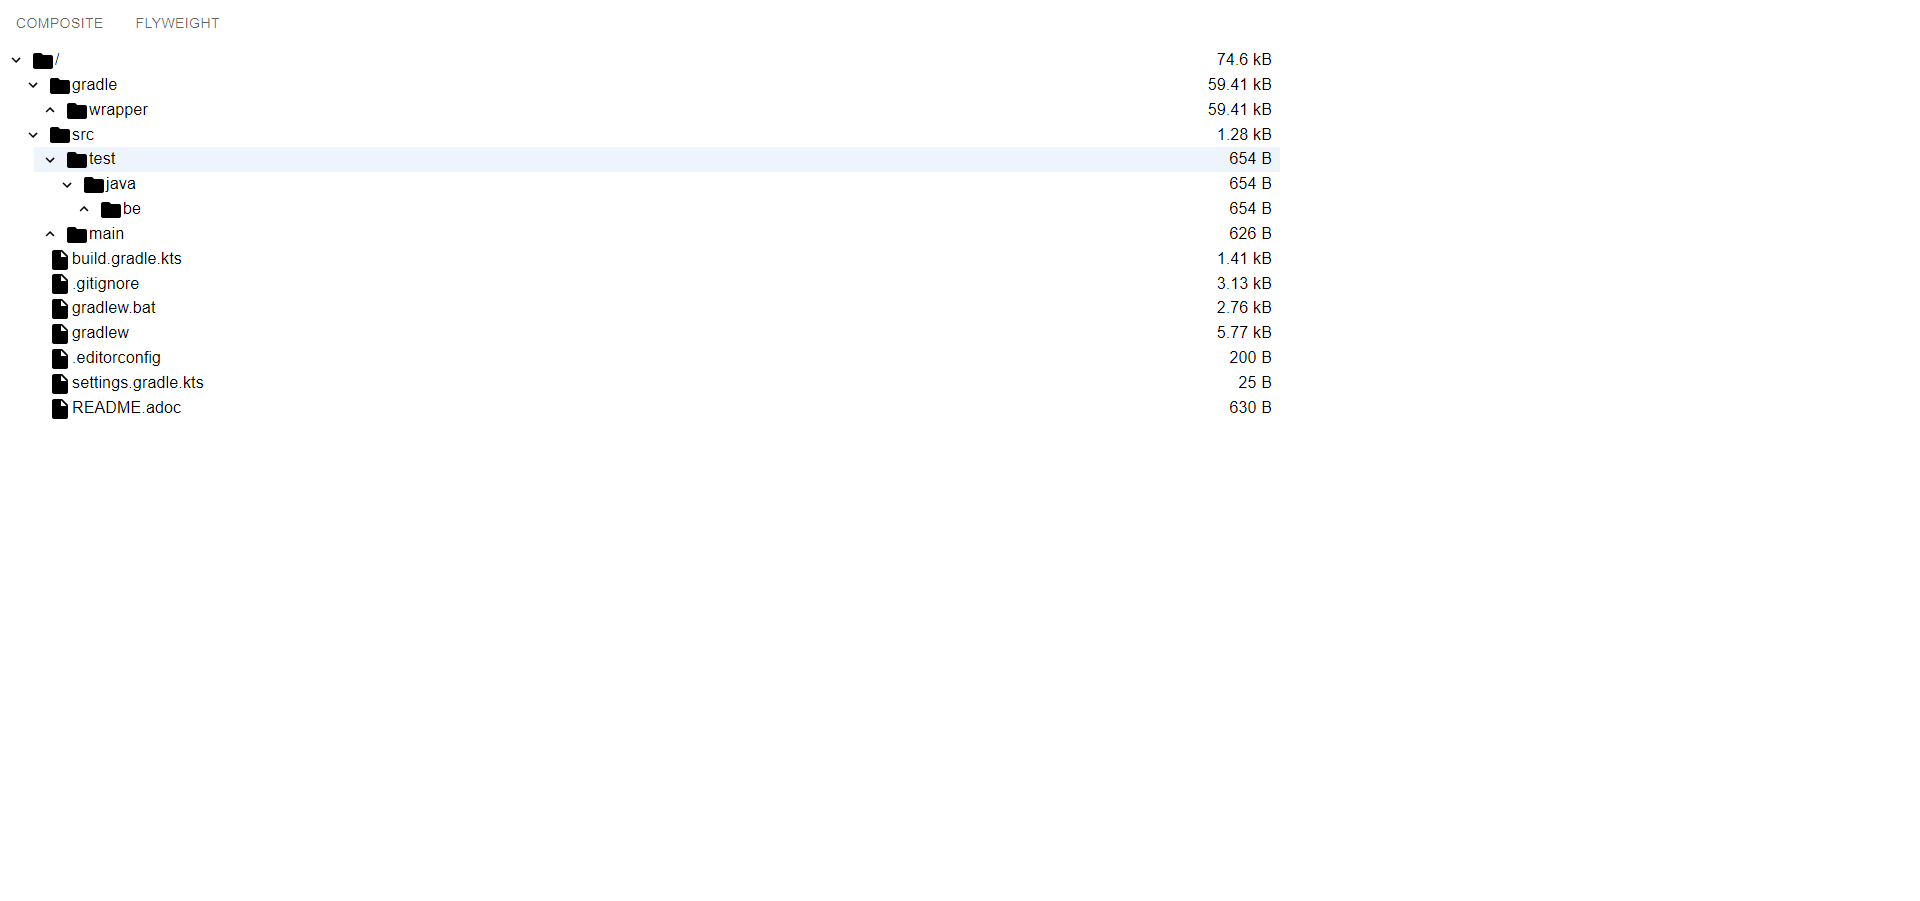 COMPOSITE FLYWEIGHT
/ 74.6 kB
gradle 59.41 kB
wrapper 59.41 kB
src 1.28 kB
test 654 B
java 654 B
be 654 B
main 626 B
build.gradle.kts 1.41 kB
.gitignore 3.13 kB
gradlew.bat 2.76 kB
gradlew 5.77 kB
.editorconfig 200 B
settings.gradle.kts 25 B
README.adoc 630 B